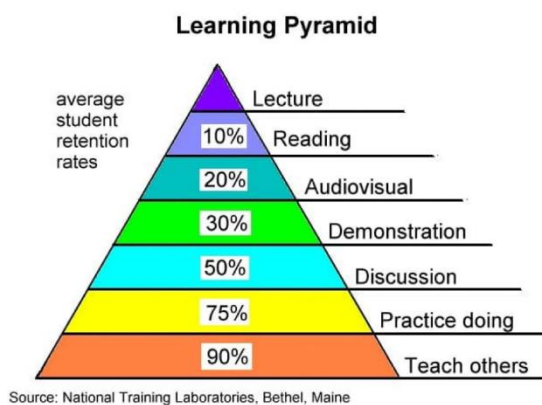 Learning Pyramid
average
student
retention
rates
Lecture
10% Reading
20% Audiovisual
30% Demonstration
50% Discussion
75% Practice doing
90% Teach others
Source: National Training Laboratories, Bethel, Maine